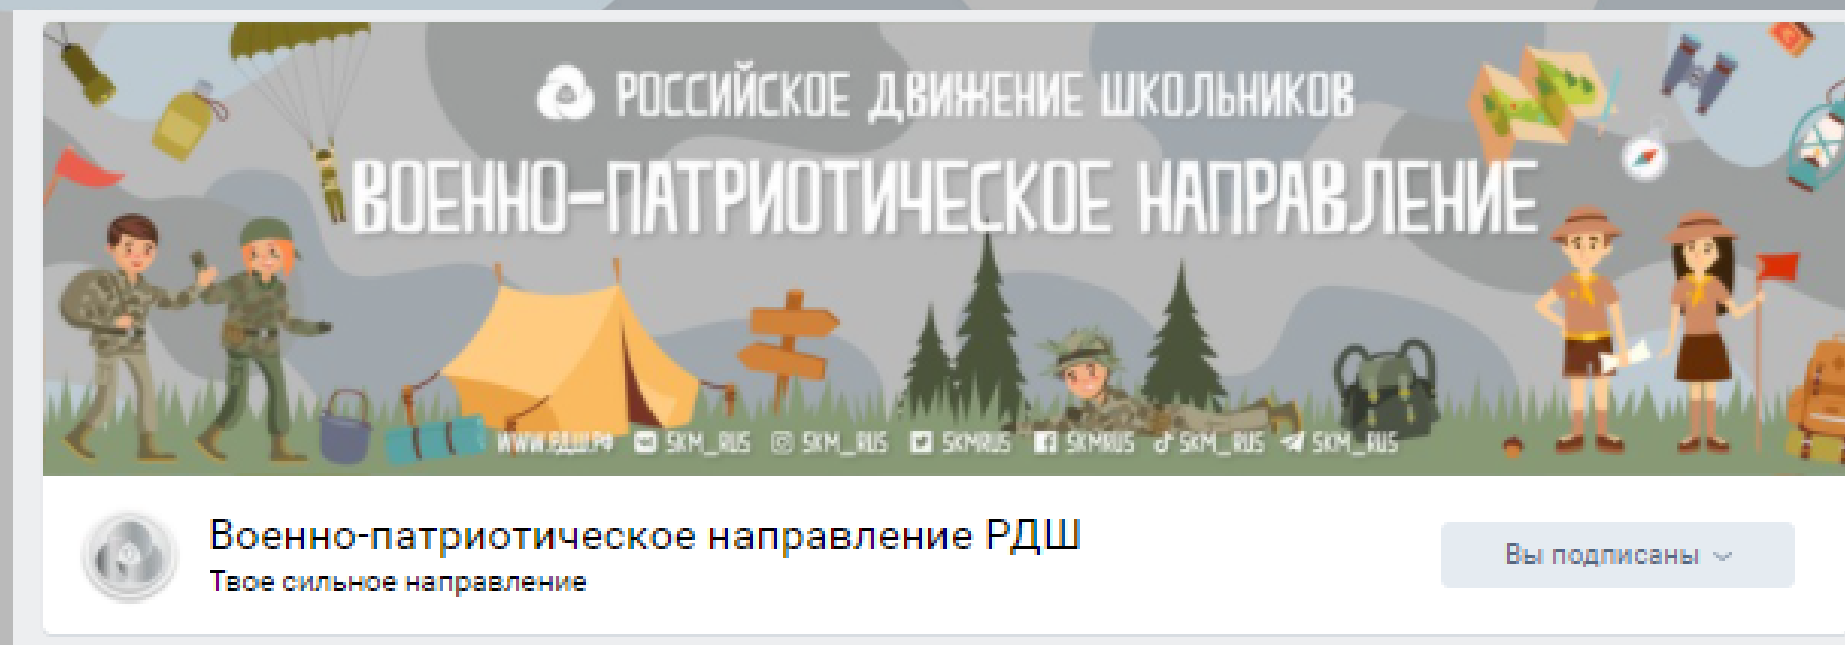 РОССИЙСКОЕ ДВИЖЕНИЕ ШКОЛЬНИКОВ
ВОЕННО-ПАТРИОТИЧЕСКОЕ НАПРАВЛЕНИЕ
WWW.РДШ.РФ SKM_RUS SKM_RUS SKMRUS SKMRUS SKM_RUS SKM_RUS
Военно-патриотическое направление РДШ
Твое сильное направление
Вы подписаны